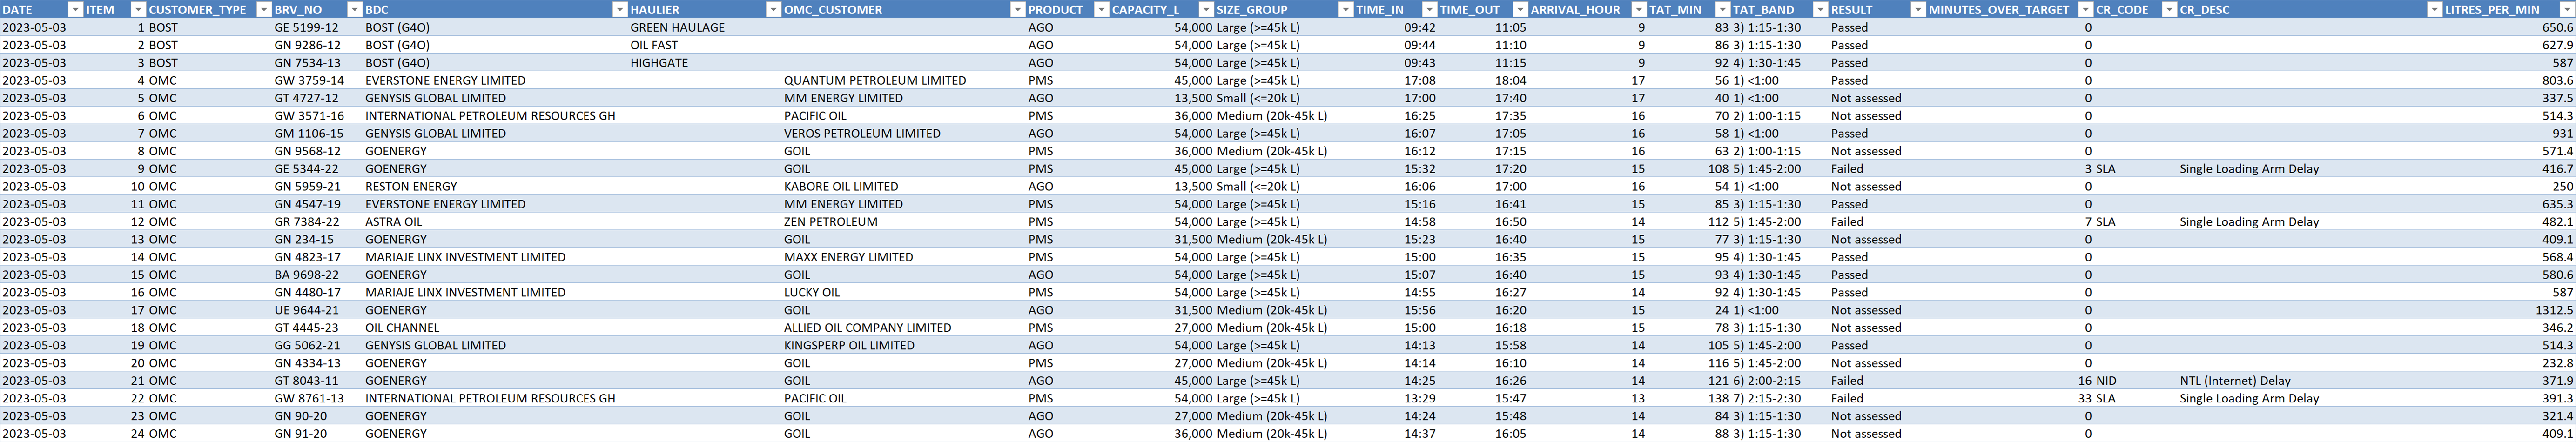 DATE ITEM CUSTOMER_TYPE BRV_NO BDC HAULIER OMC_CUSTOMER PRODUCT CAPACITY_L SIZE_GROUP TIME_IN TIME_OUT ARRIVAL_HOUR TAT_MIN TAT_BAND RESULT MINUTES_OVER_TARGET CR_CODE CR_DESC LITRES_PER_MIN
2023-05-03 1 BOST GE 5199-12 BOST (G4O) GREEN HAULAGE AGO 54,000 Large (>=45k L) 09:42 11:05 9 83 3) 1:15-1:30 Passed 0 650.6
2023-05-03 2 BOST GN 9286-12 BOST (G4O) OIL FAST AGO 54,000 Large (>=45k L) 09:44 11:10 9 86 3) 1:15-1:30 Passed 0 627.9
2023-05-03 3 BOST GN 7534-13 BOST (G4O) HIGHGATE AGO 54,000 Large (>=45k L) 09:43 11:15 9 92 4) 1:30-1:45 Passed 0 587
2023-05-03 4 OMC GW 3759-14 EVERSTONE ENERGY LIMITED QUANTUM PETROLEUM LIMITED PMS 45,000 Large (>=45k L) 17:08 18:04 17 56 1) <1:00 Passed 0 803.6
2023-05-03 5 OMC GT 4727-12 GENYSIS GLOBAL LIMITED MM ENERGY LIMITED AGO 13,500 Small (<=20k L) 17:00 17:40 17 40 1) <1:00 Not assessed 0 337.5
2023-05-03 6 OMC GW 3571-16 INTERNATIONAL PETROLEUM RESOURCES GH PACIFIC OIL PMS 36,000 Medium (20k-45k L) 16:25 17:35 16 70 2) 1:00-1:15 Not assessed 0 514.3
2023-05-03 7 OMC GM 1106-15 GENYSIS GLOBAL LIMITED VEROS PETROLEUM LIMITED AGO 54,000 Large (>=45k L) 16:07 17:05 16 58 1) <1:00 Passed 0 931
2023-05-03 8 OMC GN 9568-12 GOENERGY GOIL PMS 36,000 Medium (20k-45k L) 16:12 17:15 16 63 2) 1:00-1:15 Not assessed 0 571.4
2023-05-03 9 OMC GE 5344-22 GOENERGY GOIL PMS 45,000 Large (>=45k L) 15:32 17:20 15 108 5) 1:45-2:00 Failed 3 SLA Single Loading Arm Delay 416.7
2023-05-03 10 OMC GN 5959-21 RESTON ENERGY KABORE OIL LIMITED AGO 13,500 Small (<=20k L) 16:06 17:00 16 54 1) <1:00 Not assessed 0 250
2023-05-03 11 OMC GN 4547-19 EVERSTONE ENERGY LIMITED MM ENERGY LIMITED PMS 54,000 Large (>=45k L) 15:16 16:41 15 85 3) 1:15-1:30 Passed 0 635.3
2023-05-03 12 OMC GR 7384-22 ASTRA OIL ZEN PETROLEUM PMS 54,000 Large (>=45k L) 14:58 16:50 14 112 5) 1:45-2:00 Failed 7 SLA Single Loading Arm Delay 482.1
2023-05-03 13 OMC GN 234-15 GOENERGY GOIL PMS 31,500 Medium (20k-45k L) 15:23 16:40 15 77 3) 1:15-1:30 Not assessed 0 409.1
2023-05-03 14 OMC GN 4823-17 MARIAJE LINX INVESTMENT LIMITED MAXX ENERGY LIMITED PMS 54,000 Large (>=45k L) 15:00 16:35 15 95 4) 1:30-1:45 Passed 0 568.4
2023-05-03 15 OMC BA 9698-22 GOENERGY GOIL AGO 54,000 Large (>=45k L) 15:07 16:40 15 93 4) 1:30-1:45 Passed 0 580.6
2023-05-03 16 OMC GN 4480-17 MARIAJE LINX INVESTMENT LIMITED LUCKY OIL PMS 54,000 Large (>=45k L) 14:55 16:27 14 92 4) 1:30-1:45 Passed 0 587
2023-05-03 17 OMC UE 9644-21 GOENERGY GOIL AGO 31,500 Medium (20k-45k L) 15:56 16:20 15 24 1) <1:00 Not assessed 0 1312.5
2023-05-03 18 OMC GT 4445-23 OIL CHANNEL ALLIED OIL COMPANY LIMITED PMS 27,000 Medium (20k-45k L) 15:00 16:18 15 78 3) 1:15-1:30 Not assessed 0 346.2
2023-05-03 19 OMC GG 5062-21 GENYSIS GLOBAL LIMITED KINGSPERP OIL LIMITED AGO 54,000 Large (>=45k L) 14:13 15:58 14 105 5) 1:45-2:00 Passed 0 514.3
2023-05-03 20 OMC GN 4334-13 GOENERGY GOIL PMS 27,000 Medium (20k-45k L) 14:14 16:10 14 116 5) 1:45-2:00 Not assessed 0 232.8
2023-05-03 21 OMC GT 8043-11 GOENERGY GOIL AGO 45,000 Large (>=45k L) 14:25 16:26 14 121 6) 2:00-2:15 Failed 16 NID NTL (Internet) Delay 371.9
2023-05-03 22 OMC GW 8761-13 INTERNATIONAL PETROLEUM RESOURCES GH PACIFIC OIL PMS 54,000 Large (>=45k L) 13:29 15:47 13 138 7) 2:15-2:30 Failed 33 SLA Single Loading Arm Delay 391.3
2023-05-03 23 OMC GN 90-20 GOENERGY GOIL AGO 27,000 Medium (20k-45k L) 14:24 15:48 14 84 3) 1:15-1:30 Not assessed 0 321.4
2023-05-03 24 OMC GN 91-20 GOENERGY GOIL AGO 36,000 Medium (20k-45k L) 14:37 16:05 14 88 3) 1:15-1:30 Not assessed 0 409.1